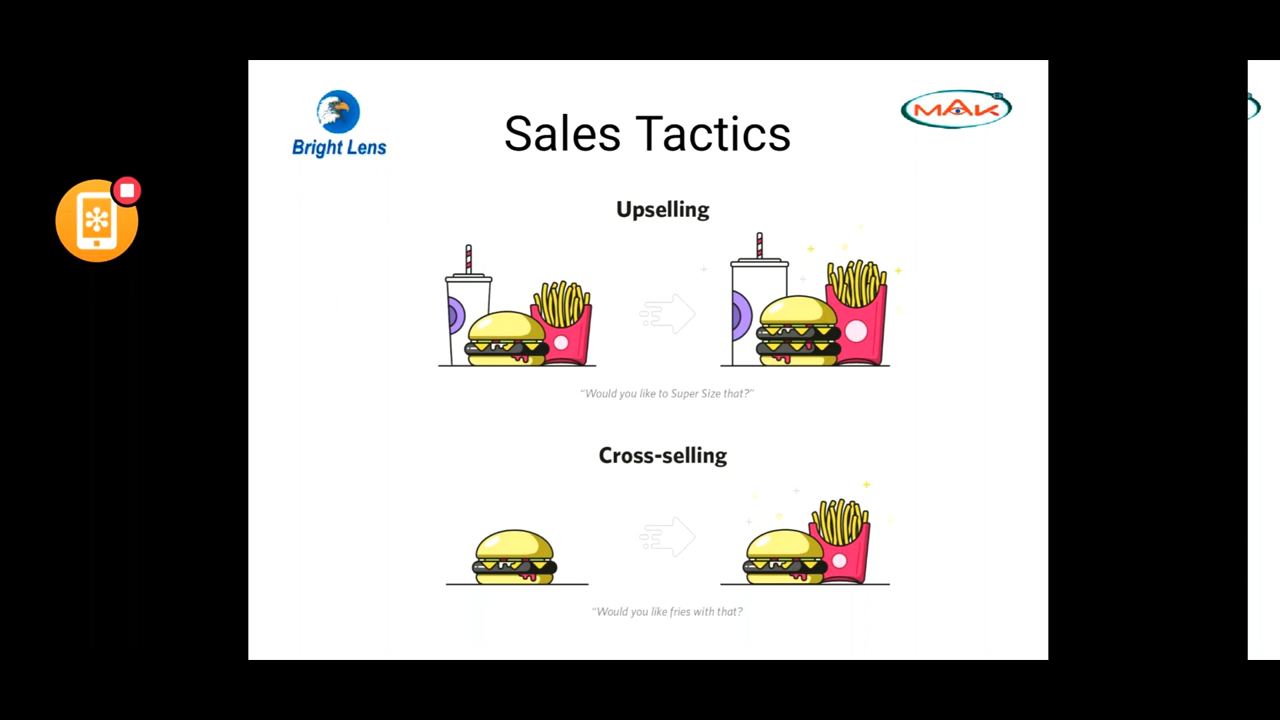 Bright Lens
Sales Tactics
MAK
Upselling
“Would you like to Super Size that?”
Cross-selling
“Would you like fries with that?